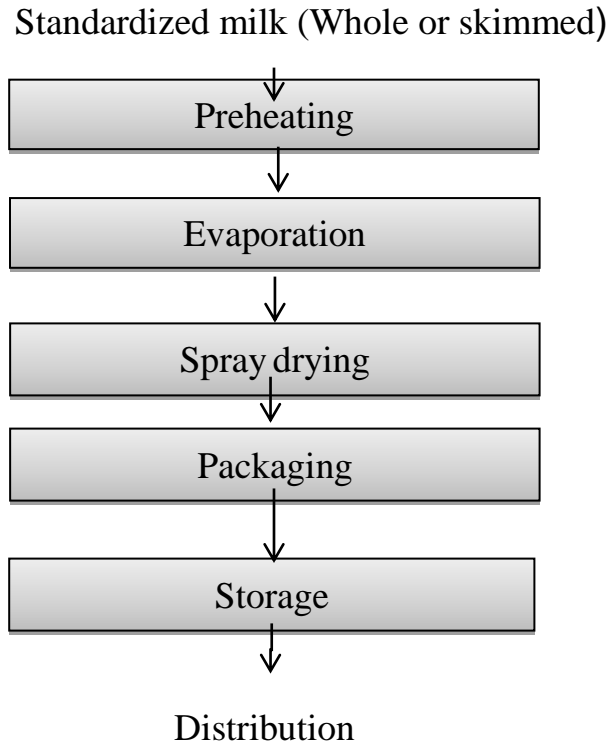 Standardized milk (Whole or skimmed)
Preheating
Evaporation
Spray drying
Packaging
Storage
Distribution